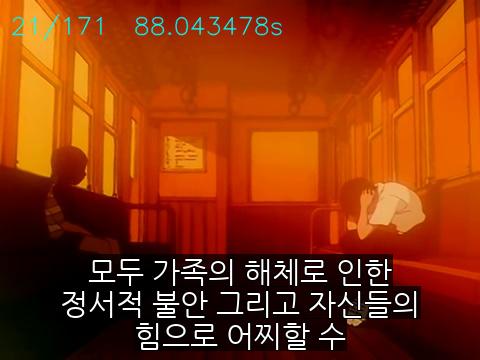 21/171 88.043478s
모두 가족의 해체로 인한
정서적 불안 그리고 자신들의
힘으로 어찌할 수